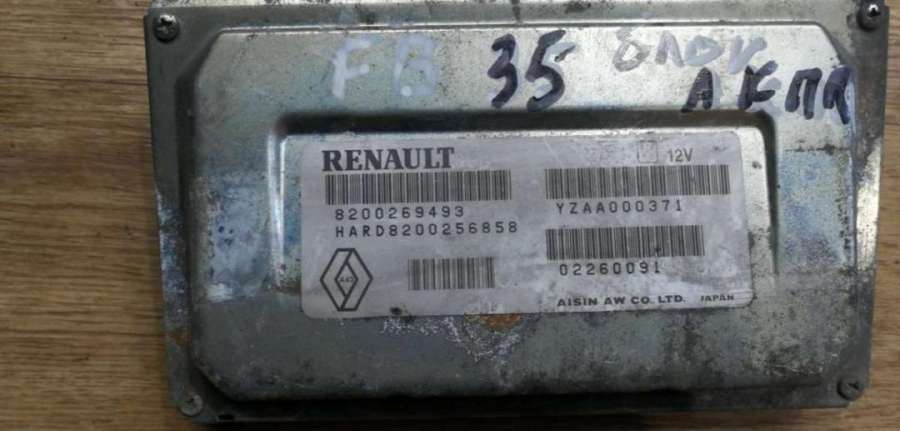 FB 35 блок
АКПП
RENAULT 12V
8200269493 YZAA000371
HARD8200256858
02260091
AISIN AW CO. LTD. JAPAN